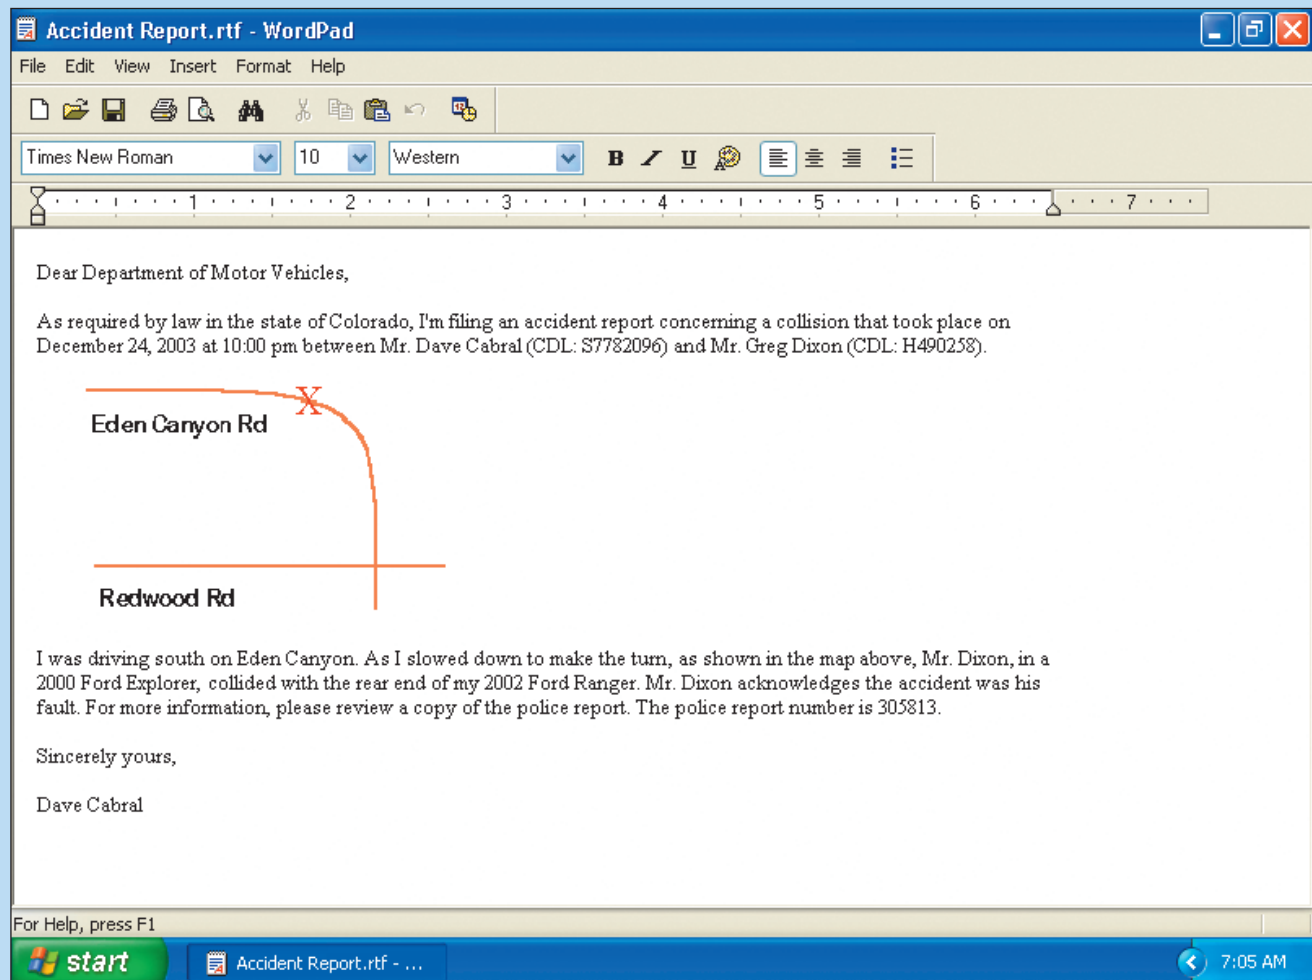 Accident Report.rtf - WordPad
File Edit View Insert Format Help
Times New Roman 10 Western B I U
1 2 3 4 5 6 7
Dear Department of Motor Vehicles,
As required by law in the state of Colorado, I'm filing an accident report concerning a collision that took place on
December 24, 2003 at 10:00 pm between Mr. Dave Cabral (CDL: S7782096) and Mr. Greg Dixon (CDL: H490258).
X
Eden Canyon Rd
Redwood Rd
I was driving south on Eden Canyon. As I slowed down to make the turn, as shown in the map above, Mr. Dixon, in a
2000 Ford Explorer, collided with the rear end of my 2002 Ford Ranger. Mr. Dixon acknowledges the accident was his
fault. For more information, please review a copy of the police report. The police report number is 305813.
Sincerely yours,
Dave Cabral
For Help, press F1
start Accident Report.rtf - ... 7:05 AM